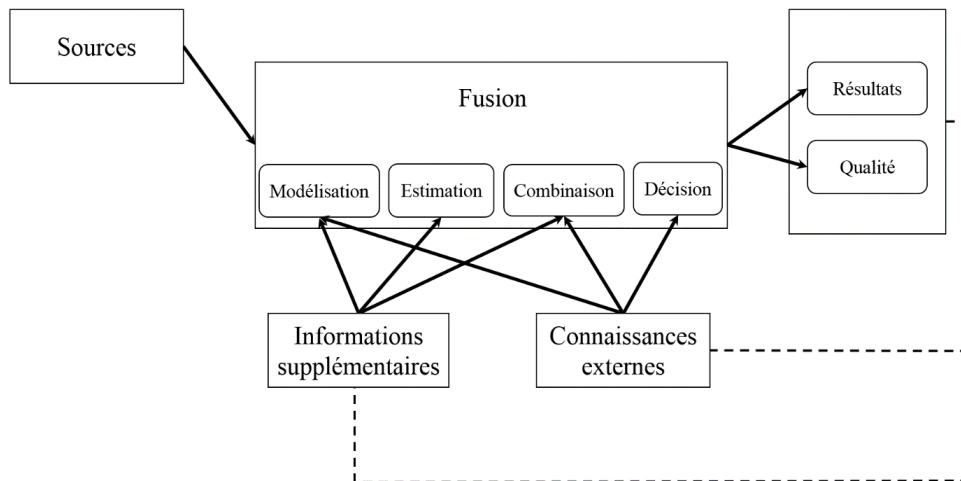 Sources
Fusion
Résultats
Qualité
Modélisation
Estimation
Combinaison
Décision
Informations
supplémentaires
Connaissances
externes